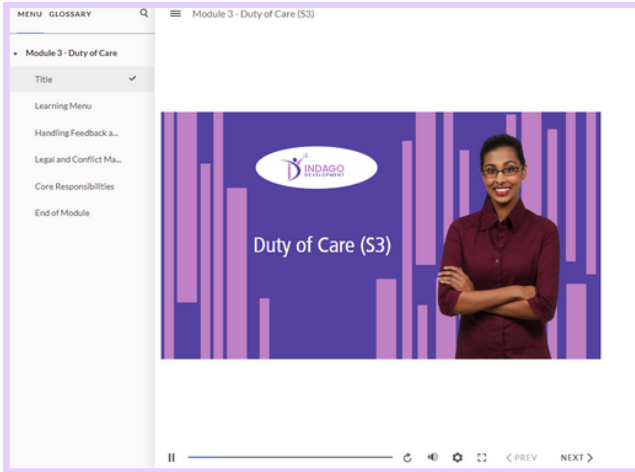 MENU GLOSSARY
Module 3 - Duty of Care (S3)
Module 3 - Duty of Care
Title
Learning Menu
Handling Feedback a...
Legal and Conflict Ma...
Core Responsibilities
End of Module
INDAGO
DEVELOPMENT
Duty of Care (S3)
< PREV
NEXT >